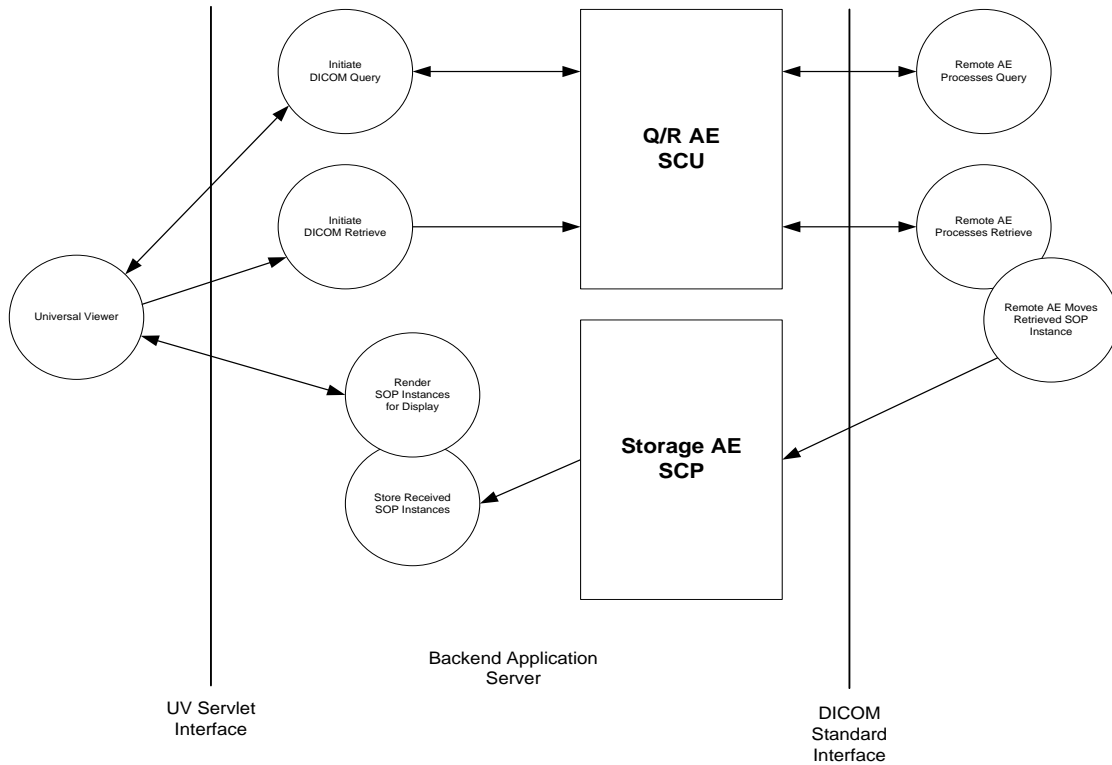 Initiate
DICOM Query
Q/R AE
SCU
Remote AE
Processes Query
Initiate
DICOM Retrieve
Remote AE
Processes Retrieve
Universal Viewer
Remote AE Moves
Retrieved SOP
Instance
Render
SOP Instances
for Display
Storage AE
SCP
Store Received
SOP Instances
Backend Application
Server
UV Servlet
Interface
DICOM
Standard
Interface